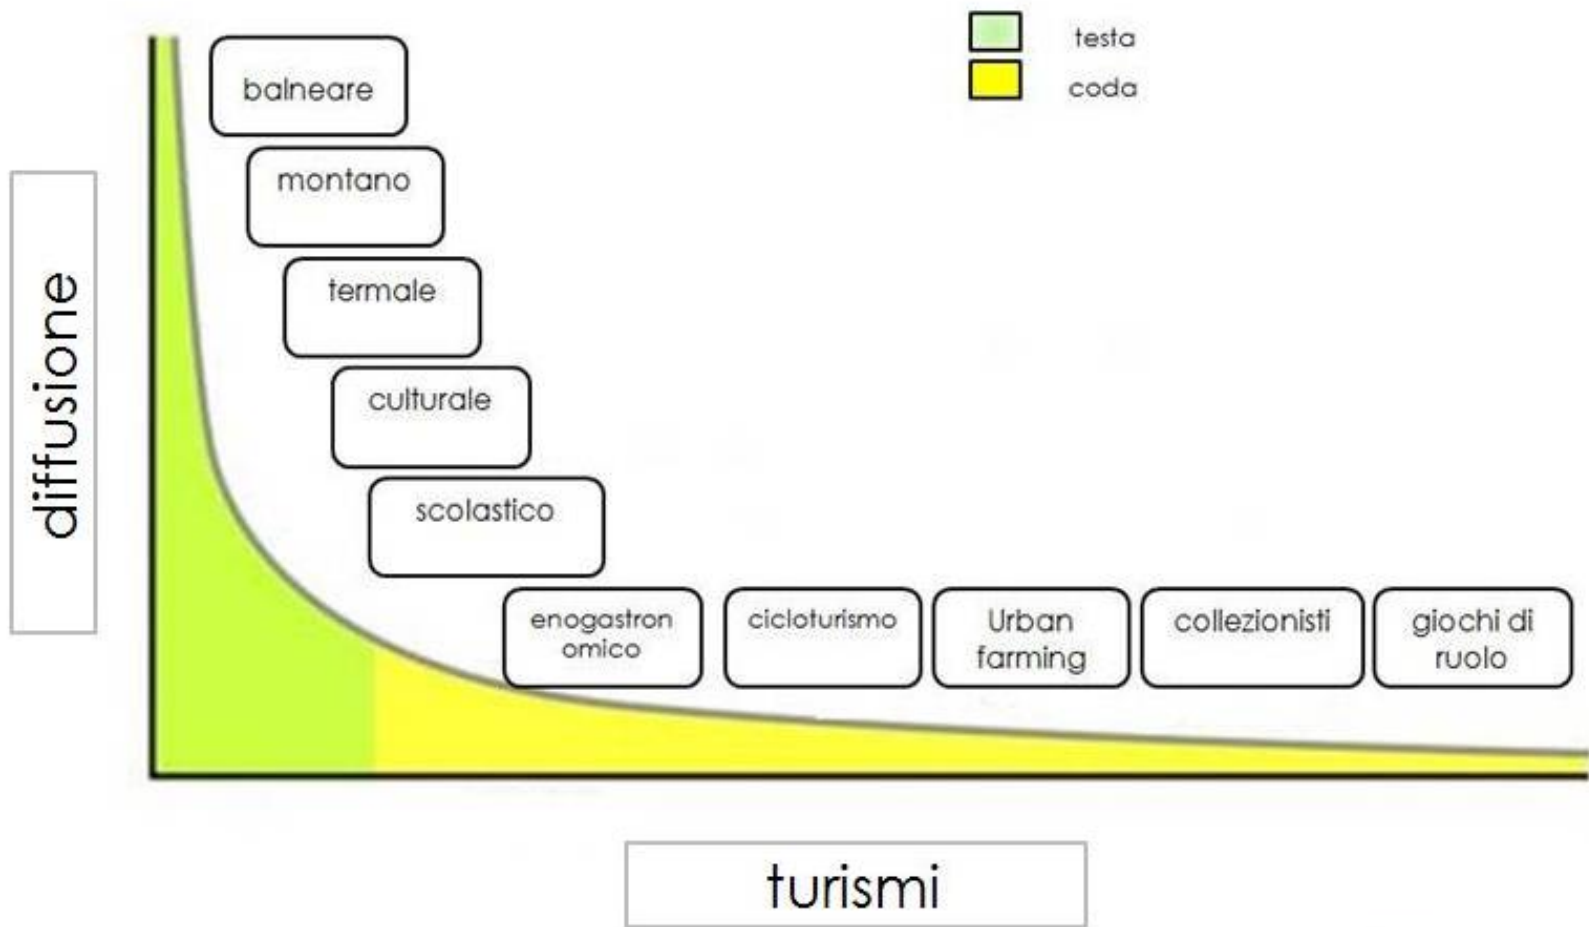 testa
coda
balneare
montano
termale
culturale
scolastico
enogastron
omico
cicloturismo
Urban
farming
collezionisti
giochi di
ruolo
diffusione
turismi